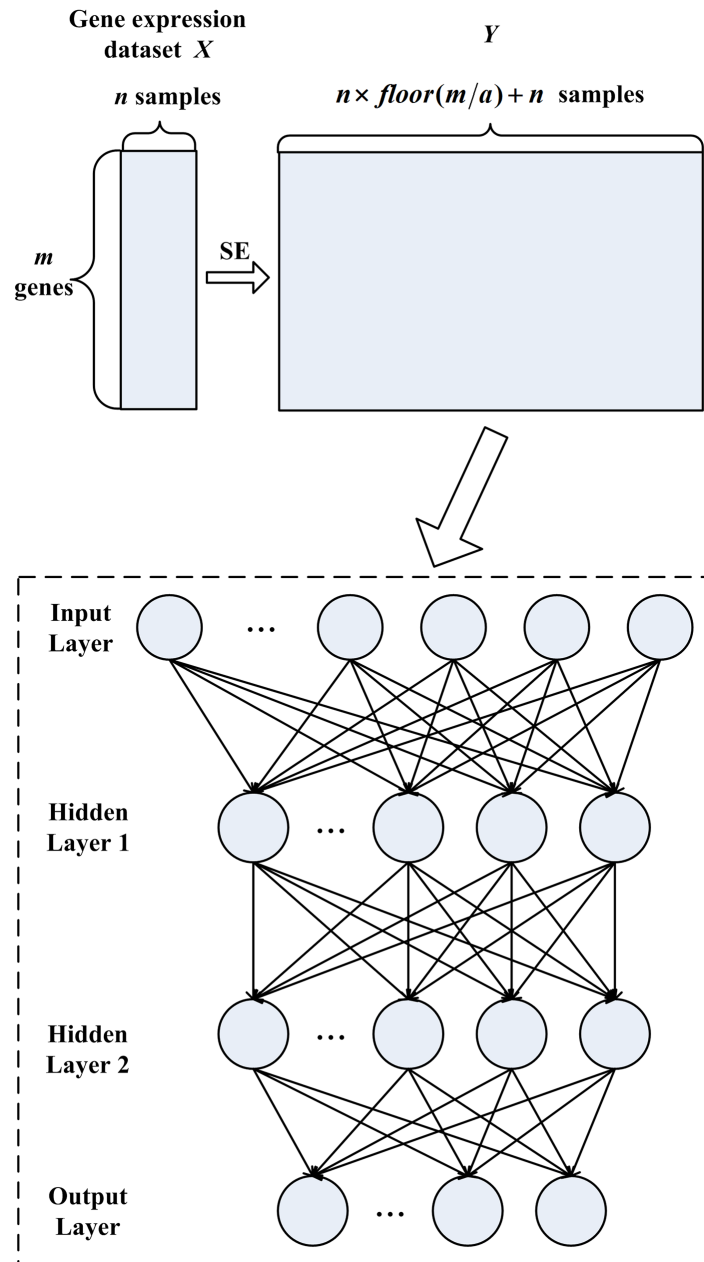 Gene expression
dataset X
Y
n samples
n × floor(m/a) + n samples
m
genes
SE
Input
Layer
...
Hidden
Layer 1
...
Hidden
Layer 2
...
Output
Layer
...